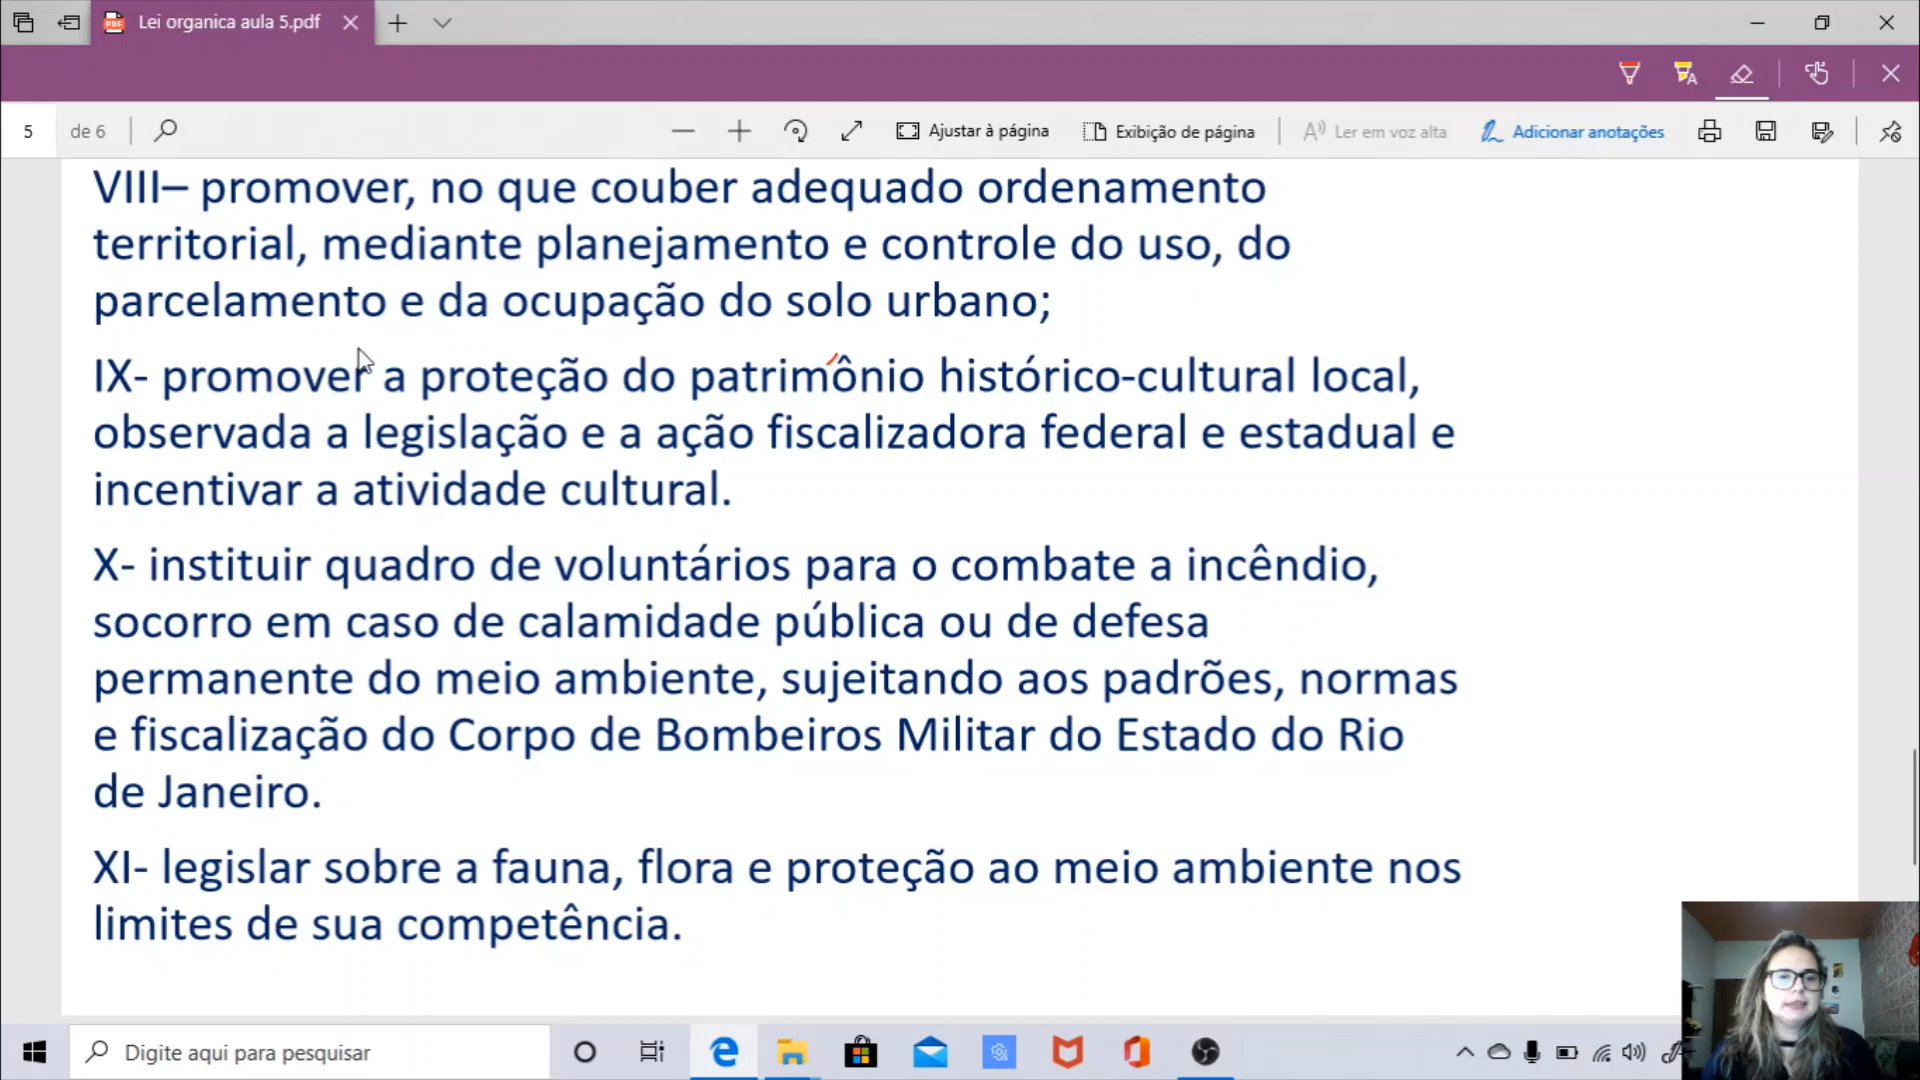 Lei organica aula 5.pdf
5 de 6
Ajustar à página
Exibição de página
Ler em voz alta
Adicionar anotações
VIII– promover, no que couber adequado ordenamento
territorial, mediante planejamento e controle do uso, do
parcelamento e da ocupação do solo urbano;
IX- promover a proteção do patrimônio histórico-cultural local,
observada a legislação e a ação fiscalizadora federal e estadual e
incentivar a atividade cultural.
X- instituir quadro de voluntários para o combate a incêndio,
socorro em caso de calamidade pública ou de defesa
permanente do meio ambiente, sujeitando aos padrões, normas
e fiscalização do Corpo de Bombeiros Militar do Estado do Rio
de Janeiro.
XI- legislar sobre a fauna, flora e proteção ao meio ambiente nos
limites de sua competência.
Digite aqui para pesquisar